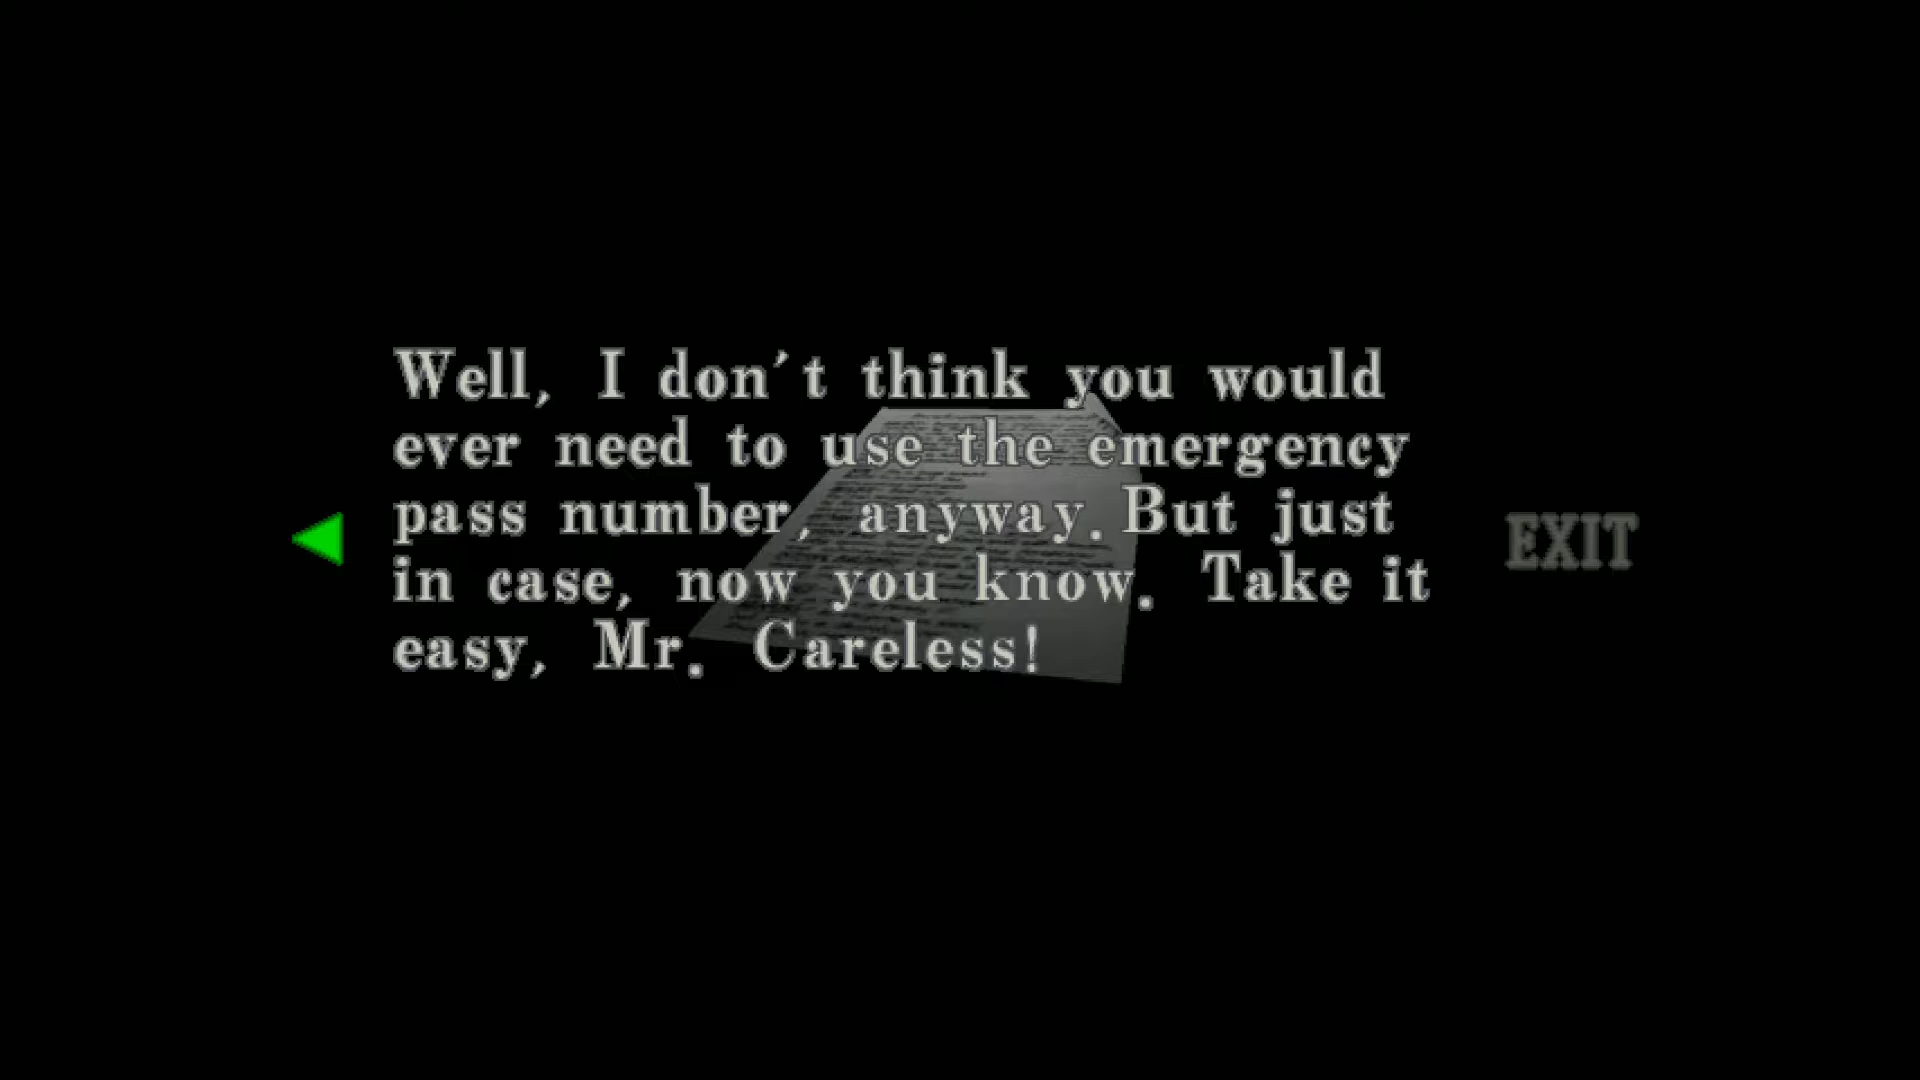 Well, I don't think you would
ever need to use the emergency
pass number, anyway. But just
in case, now you know. Take it
easy, Mr. Careless!
EXIT